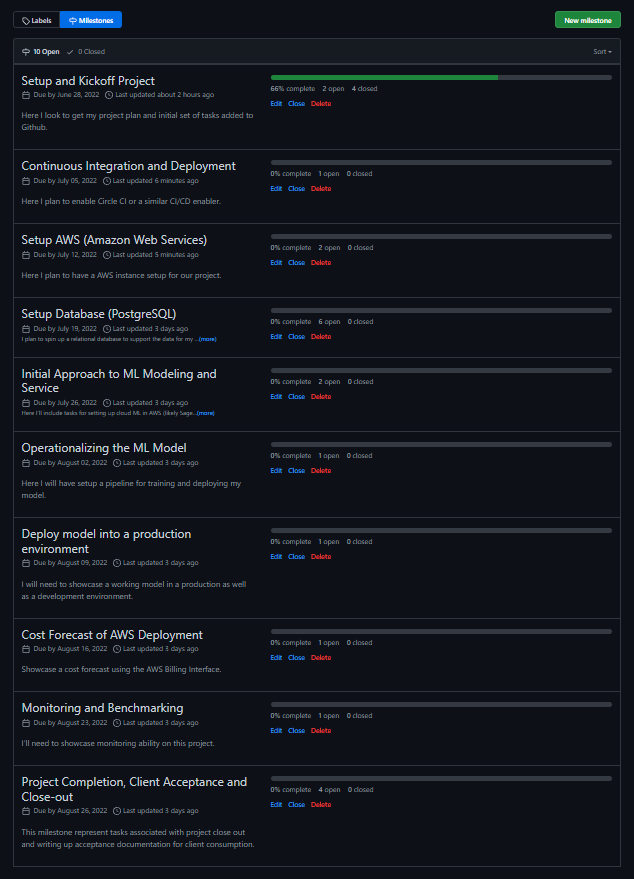 Labels Milestones New milestone
10 Open 0 Closed Sort
Setup and Kickoff Project
Due by June 28, 2022 Last updated about 2 hours ago
66% complete 2 open 4 closed
Edit Close Delete
Here I look to get my project plan and initial set of tasks added to
Github.
Continuous Integration and Deployment
Due by July 05, 2022 Last updated 6 minutes ago
0% complete 1 open 0 closed
Edit Close Delete
Here I plan to enable Circle CI or a similar CI/CD enabler.
Setup AWS (Amazon Web Services)
Due by July 12, 2022 Last updated 5 minutes ago
0% complete 2 open 0 closed
Edit Close Delete
Here I plan to have a AWS instance setup for our project.
Setup Database (PostgreSQL)
Due by July 19, 2022 Last updated 3 days ago
I plan to spin up a relational database to support the data for my ...(more)
0% complete 6 open 0 closed
Edit Close Delete
Initial Approach to ML Modeling and
Service
Due by July 26, 2022 Last updated 3 days ago
Here I'll include tasks for setting up cloud ML in AWS (likely Sage...(more)
0% complete 2 open 0 closed
Edit Close Delete
Operationalizing the ML Model
Due by August 02, 2022 Last updated 3 days ago
0% complete 1 open 0 closed
Edit Close Delete
Here I will have setup a pipeline for training and deploying my
model.
Deploy model into a production
environment
Due by August 09, 2022 Last updated 3 days ago
0% complete 1 open 0 closed
Edit Close Delete
I will need to showcase a working model in a production as well
as a development environment.
Cost Forecast of AWS Deployment
Due by August 16, 2022 Last updated 3 days ago
0% complete 1 open 0 closed
Edit Close Delete
Showcase a cost forecast using the AWS Billing Interface.
Monitoring and Benchmarking
Due by August 23, 2022 Last updated 3 days ago
0% complete 1 open 0 closed
Edit Close Delete
I'll need to showcase monitoring ability on this project.
Project Completion, Client Acceptance and
Close-out
Due by August 26, 2022 Last updated 3 days ago
0% complete 4 open 0 closed
Edit Close Delete
This milestone represent tasks associated with project close out
and writing up acceptance documentation for client consumption.